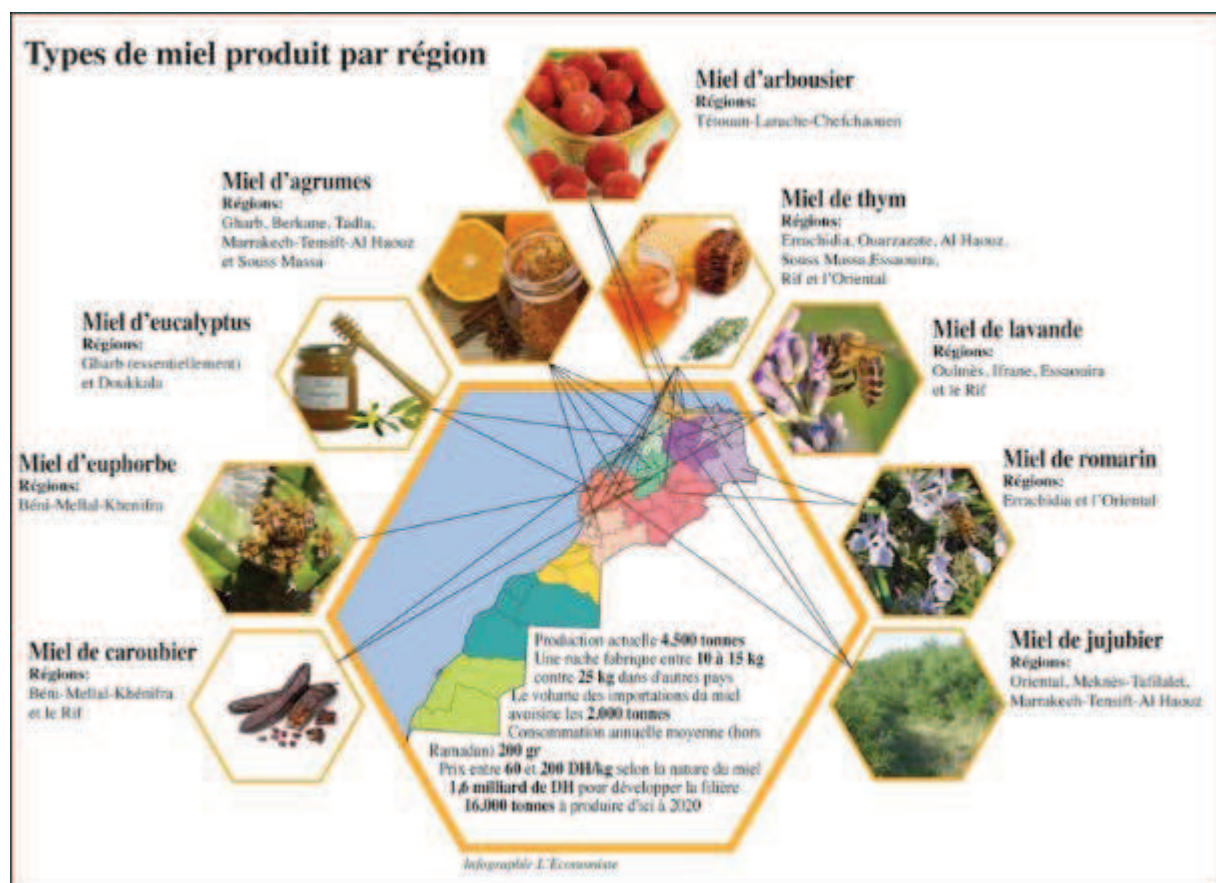 Types de miel produit par région
Miel d'arbousier
Régions:
Tétouan-Larache-Chefchaouen
Miel d'agrumes
Régions:
Gharb, Berkane, Tadla,
Marrakech-Tensift-Al Haouz
et Souss Massa
Miel de thym
Régions:
Errachidia, Ouarzazate, Al Haouz,
Souss Massa,Essaouira,
Rif et l'Oriental
Miel d'eucalyptus
Régions:
Gharb (essentiellement)
et Doukkala
Miel de lavande
Régions:
Oulmès, Ifrane, Essaouira
et le Rif
Miel d'euphorbe
Régions:
Béni-Mellal-Khenifra
Miel de romarin
Régions:
Errachidia et l'Oriental
Miel de caroubier
Régions:
Béni-Mellal-Khénifra
et le Rif
Miel de jujubier
Régions:
Oriental, Meknès-Tafilalet,
Marrakech-Tensift-Al Haouz
Production actuelle 4.500 tonnes
Une ruche fabrique entre 10 à 15 kg
contre 25 kg dans d'autres pays
Le volume des importations du miel
avoisine les 2.000 tonnes
Consommation annuelle moyenne (hors
Ramadan) 200 gr
Prix entre 60 et 200 DH/kg selon la nature du miel
1,6 milliard de DH pour développer la filière
16.000 tonnes à produire d'ici à 2020
Infographie L'Economiste